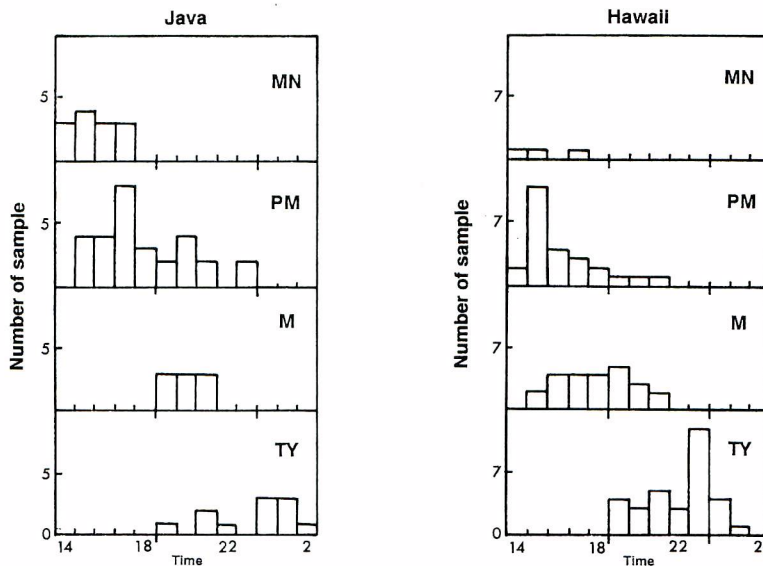 Java
MN
5
PM
5
M
5
TY
5
0
14 18 22 2
Time
Number of sample
Hawaii
MN
7
PM
7
M
7
TY
7
0
14 18 22 2
Time
Number of sample